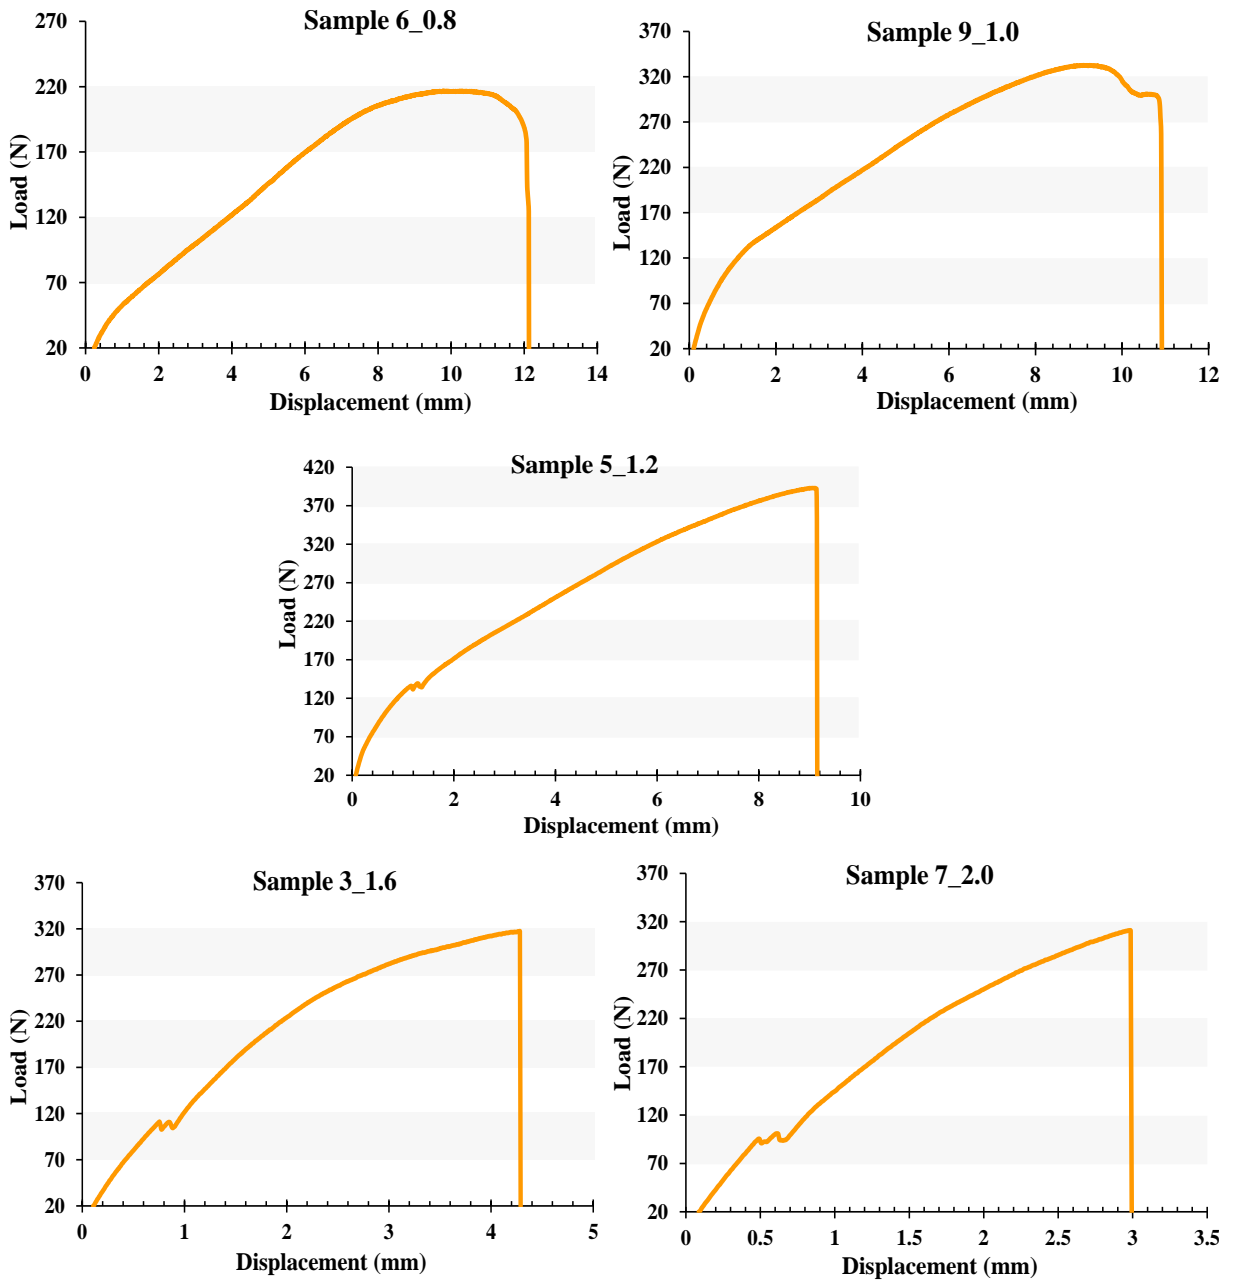 Sample 6_0.8
Load (N)
270
220
170
120
70
20
0 2 4 6 8 10 12 14
Displacement (mm)
Sample 9_1.0
Load (N)
370
320
270
220
170
120
70
20
0 2 4 6 8 10 12
Displacement (mm)
Sample 5_1.2
Load (N)
420
370
320
270
220
170
120
70
20
0 2 4 6 8 10
Displacement (mm)
Sample 3_1.6
Load (N)
370
320
270
220
170
120
70
20
0 1 2 3 4 5
Displacement (mm)
Sample 7_2.0
Load (N)
370
320
270
220
170
120
70
20
0 0.5 1 1.5 2 2.5 3 3.5
Displacement (mm)